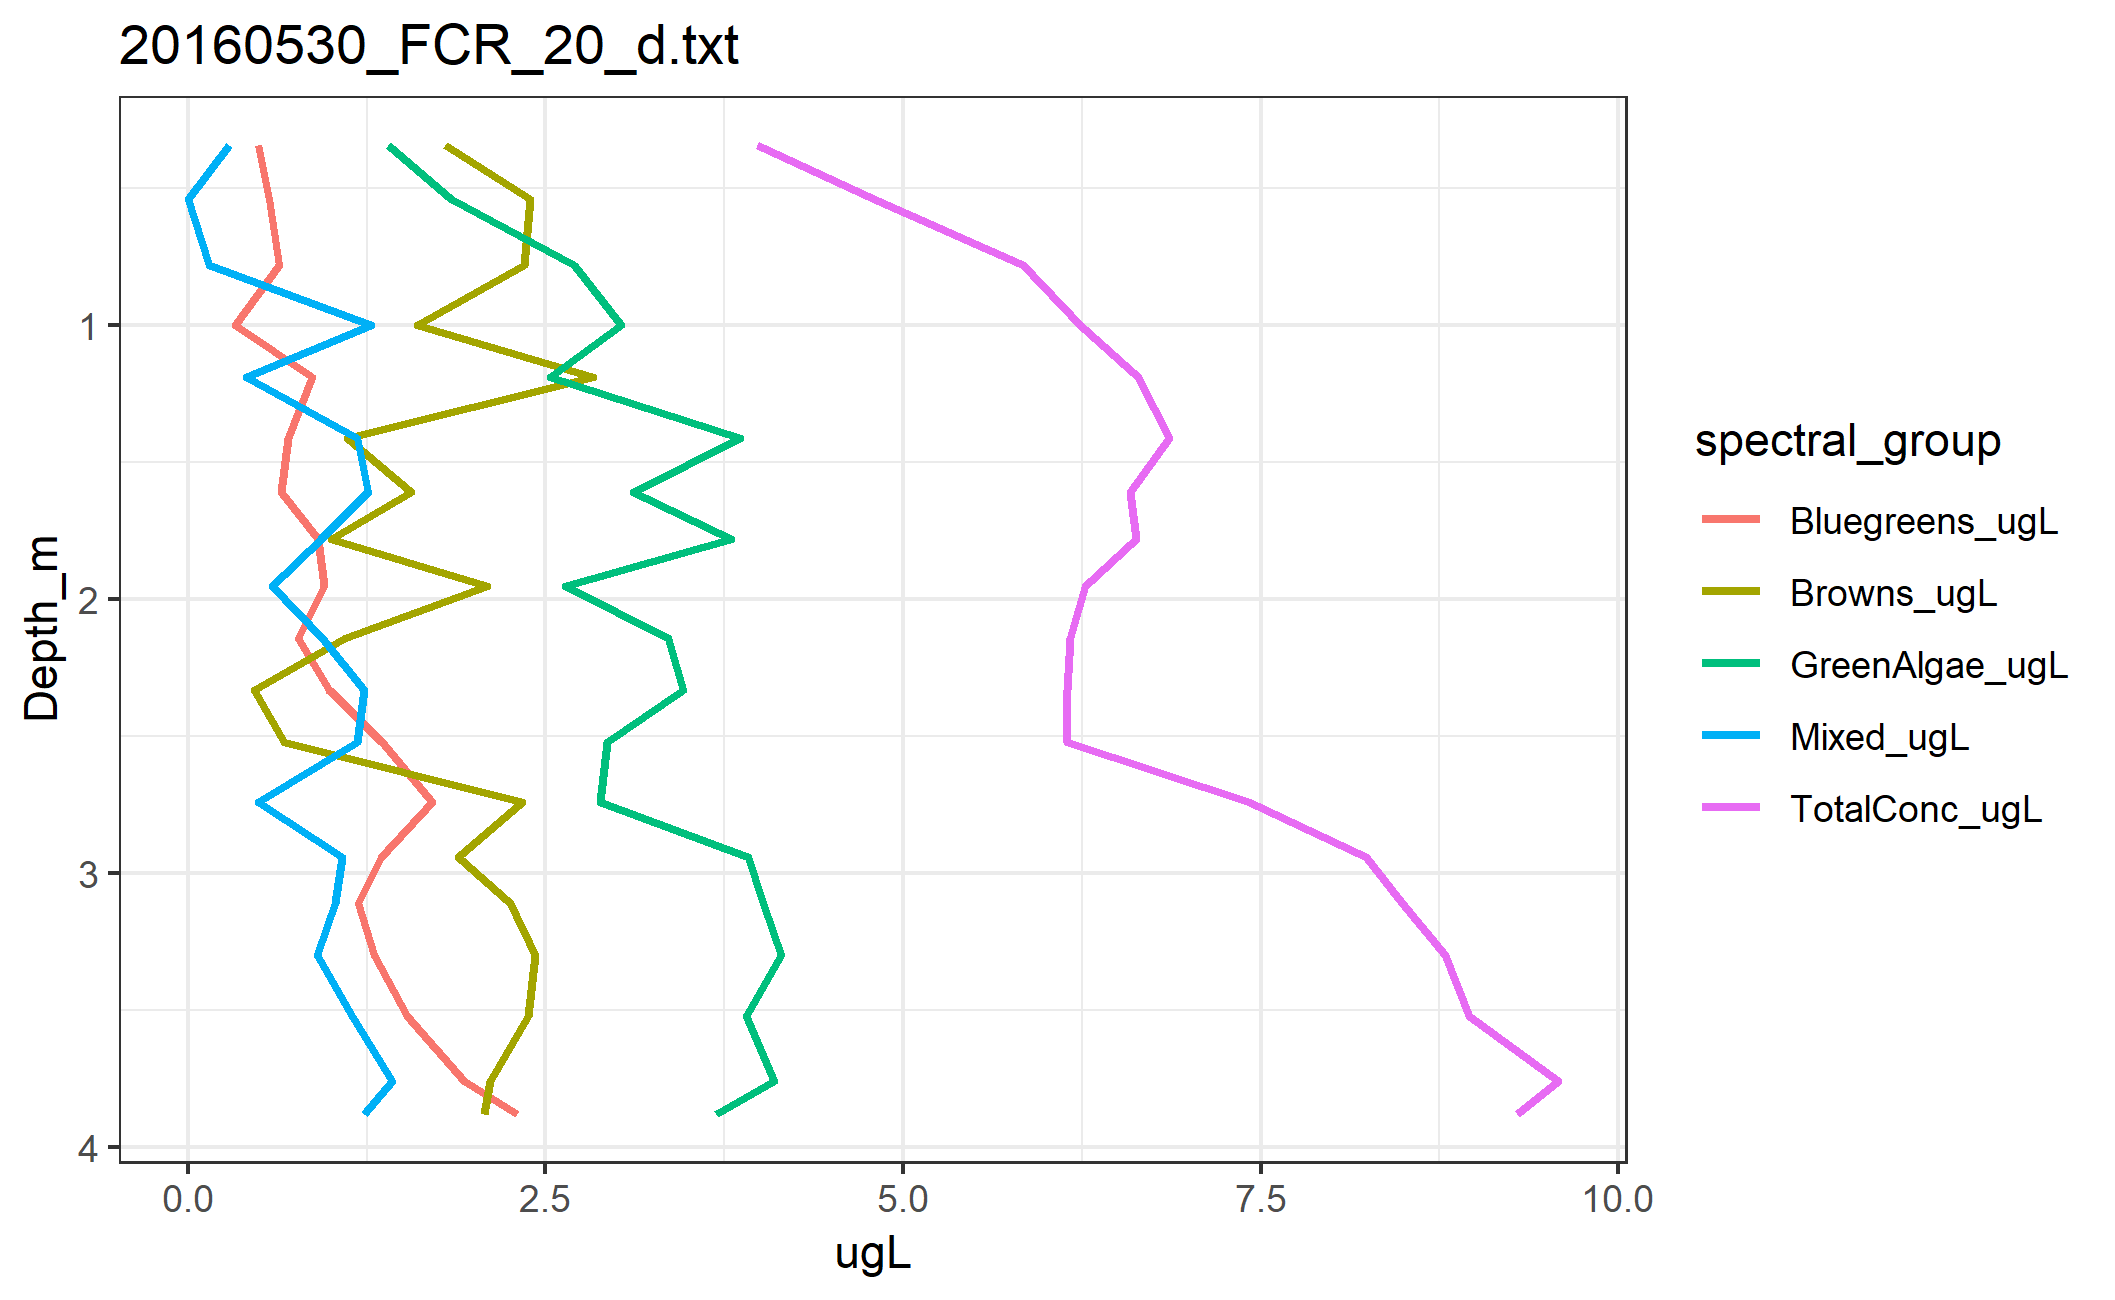 20160530_FCR_20_d.txt
Depth_m
1
2
3
4
0.0 2.5 5.0 7.5 10.0
ugL
spectral_group
Bluegreens_ugL
Browns_ugL
GreenAlgae_ugL
Mixed_ugL
TotalConc_ugL